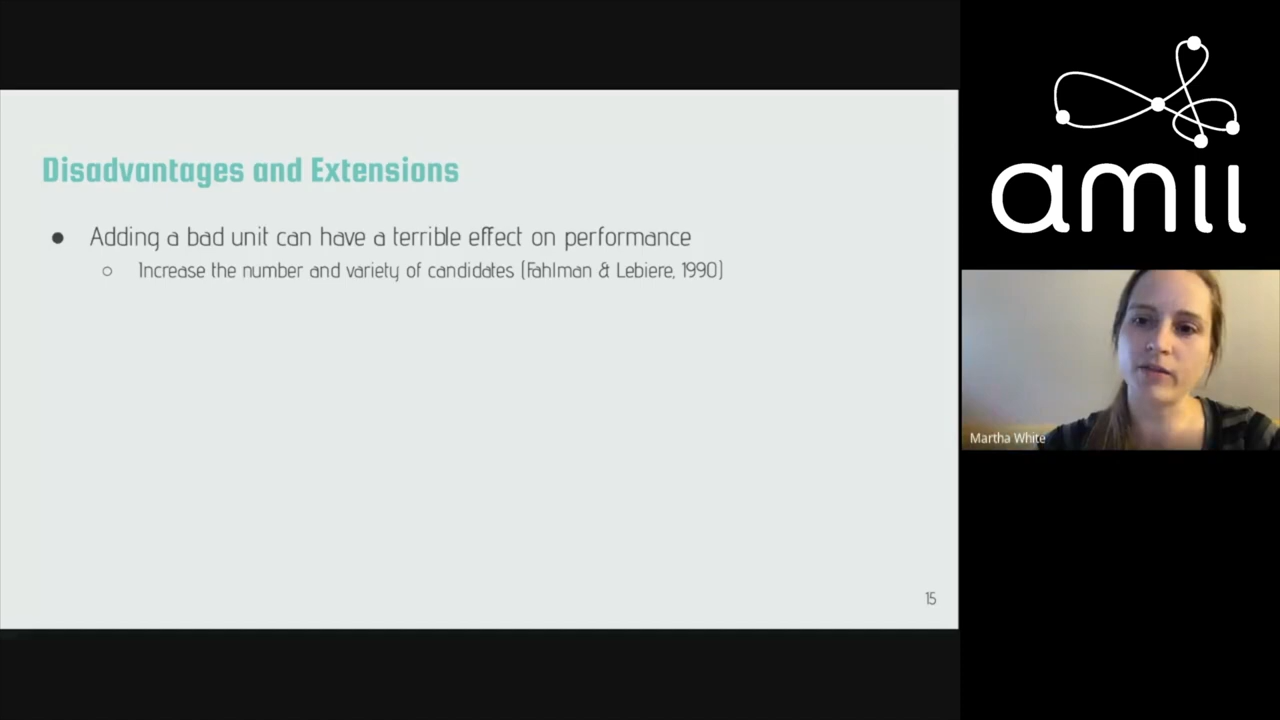 Disadvantages and Extensions
● Adding a bad unit can have a terrible effect on performance
○ Increase the number and variety of candidates (Fahlman & Lebiere, 1990)
15
amii
Martha White